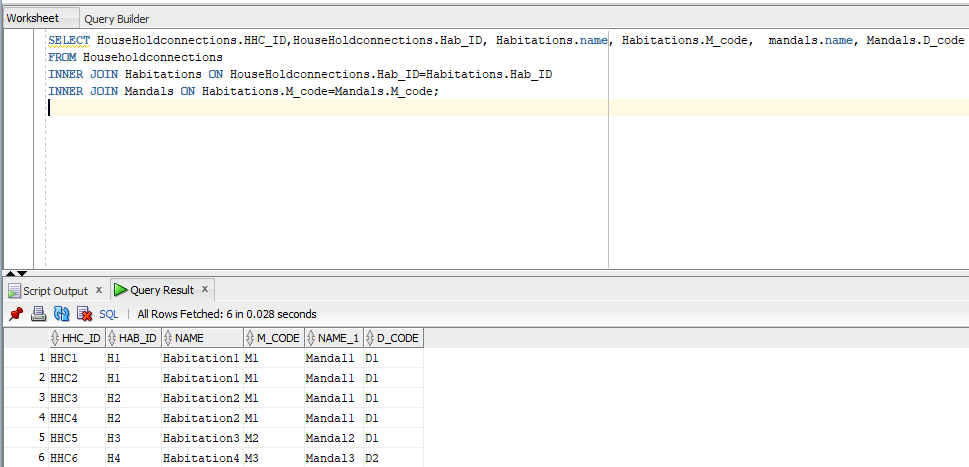 Worksheet Query Builder
SELECT HouseHoldconnections.HHC_ID,HouseHoldconnections.Hab_ID, Habitations.name, Habitations.M_code,  mandals.name, Mandals.D_code
FROM Householdconnections
INNER JOIN Habitations ON HouseHoldconnections.Hab_ID=Habitations.Hab_ID
INNER JOIN Mandals ON Habitations.M_code=Mandals.M_code;
Script Output x Query Result x
SQL | All Rows Fetched: 6 in 0.028 seconds
HHC_ID HAB_ID NAME M_CODE NAME_1 D_CODE
1 HHC1 H1 Habitation1 M1 Mandal1 D1
2 HHC2 H1 Habitation1 M1 Mandal1 D1
3 HHC3 H2 Habitation2 M1 Mandal1 D1
4 HHC4 H2 Habitation2 M1 Mandal1 D1
5 HHC5 H3 Habitation3 M2 Mandal2 D1
6 HHC6 H4 Habitation4 M3 Mandal3 D2